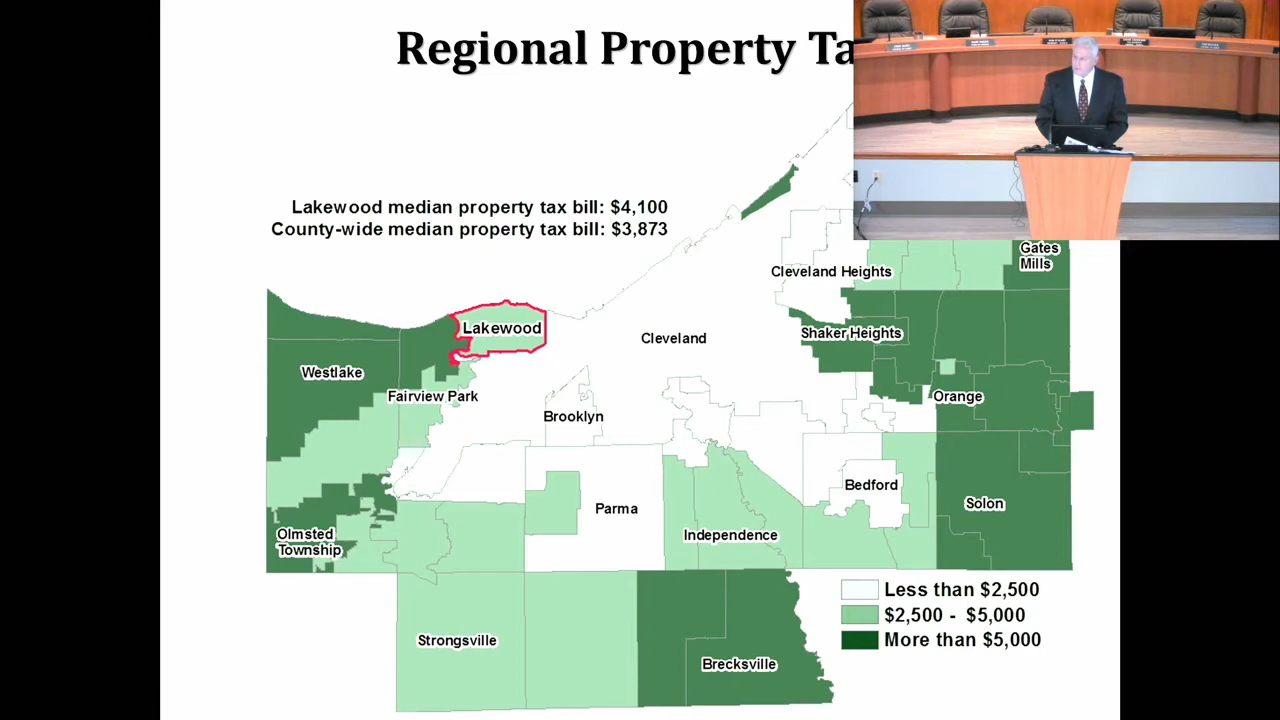 Regional Property Ta
Lakewood median property tax bill: $4,100
County-wide median property tax bill: $3,873
Gates
Mills
Cleveland Heights
Lakewood
Shaker Heights
Cleveland
Westlake
Fairview Park
Orange
Brooklyn
Bedford
Solon
Parma
Olmsted
Township
Independence
Less than $2,500
$2,500 - $5,000
More than $5,000
Strongsville
Brecksville